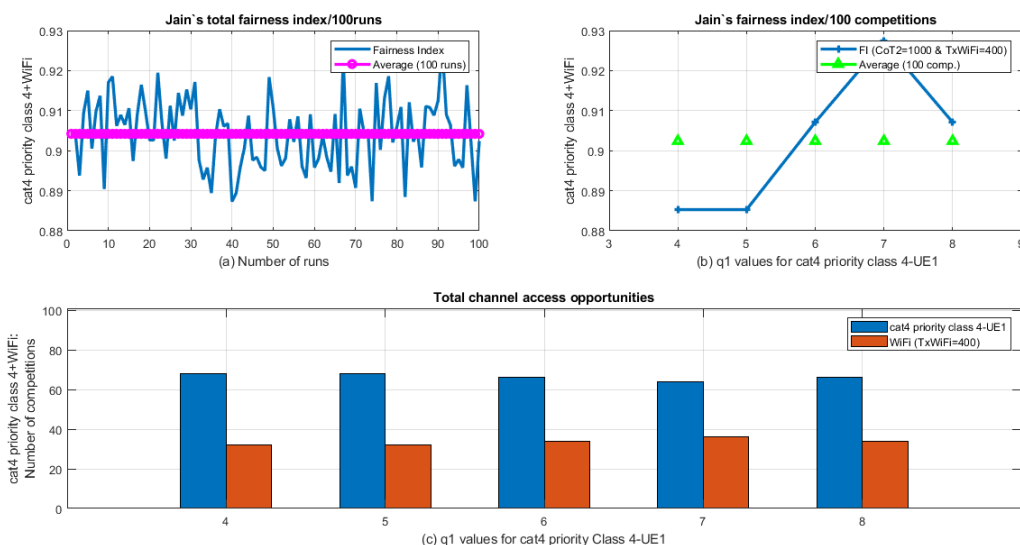 Jain`s total fairness index/100runs
0.93
0.92
0.91
0.9
0.89
0.88
cat4 priority class 4+WiFi
Fairness Index
Average (100 runs)
0 10 20 30 40 50 60 70 80 90 100
(a) Number of runs
Jain`s fairness index/100 competitions
0.93
0.92
0.91
0.9
0.89
0.88
cat4 priority class 4+WiFi
FI (CoT2=1000 & TxWiFi=400)
Average (100 comp.)
3 4 5 6 7 8 9
(b) q1 values for cat4 priority class 4-UE1
Total channel access opportunities
100
80
60
40
20
0
cat4 priority class 4+WiFi:
Number of competitions
cat4 priority class 4-UE1
WiFi (TxWiFi=400)
4 5 6 7 8
(c) q1 values for cat4 priority Class 4-UE1